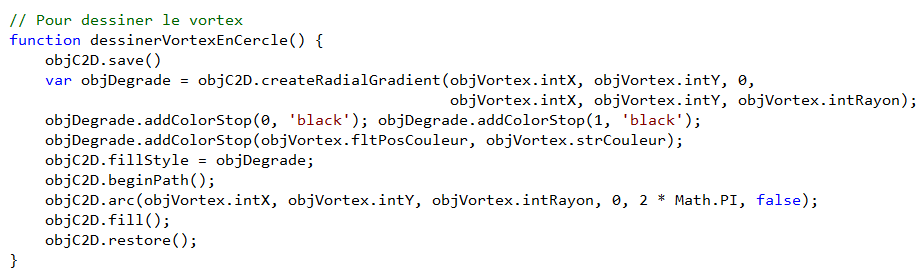 // Pour dessiner le vortex
function dessinerVortexEnCercle() {
    objC2D.save()
    var objDegrade = objC2D.createRadialGradient(objVortex.intX, objVortex.intY, 0,
                                                 objVortex.intX, objVortex.intY, objVortex.intRayon);
    objDegrade.addColorStop(0, 'black'); objDegrade.addColorStop(1, 'black');
    objDegrade.addColorStop(objVortex.fltPosCouleur, objVortex.strCouleur);
    objC2D.fillStyle = objDegrade;
    objC2D.beginPath();
    objC2D.arc(objVortex.intX, objVortex.intY, objVortex.intRayon, 0, 2 * Math.PI, false);
    objC2D.fill();
    objC2D.restore();
}